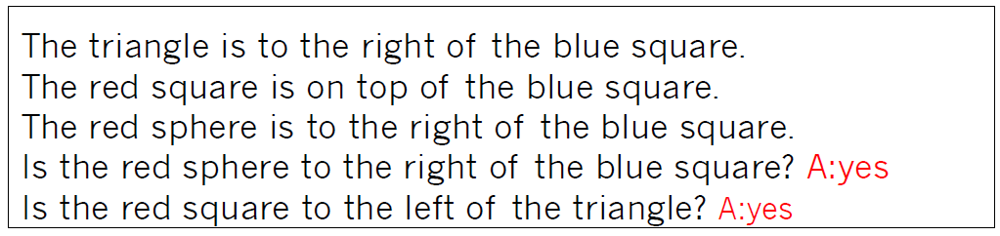 The triangle is to the right of the blue square.
The red square is on top of the blue square.
The red sphere is to the right of the blue square.
Is the red sphere to the right of the blue square? A:yes
Is the red square to the left of the triangle? A:yes